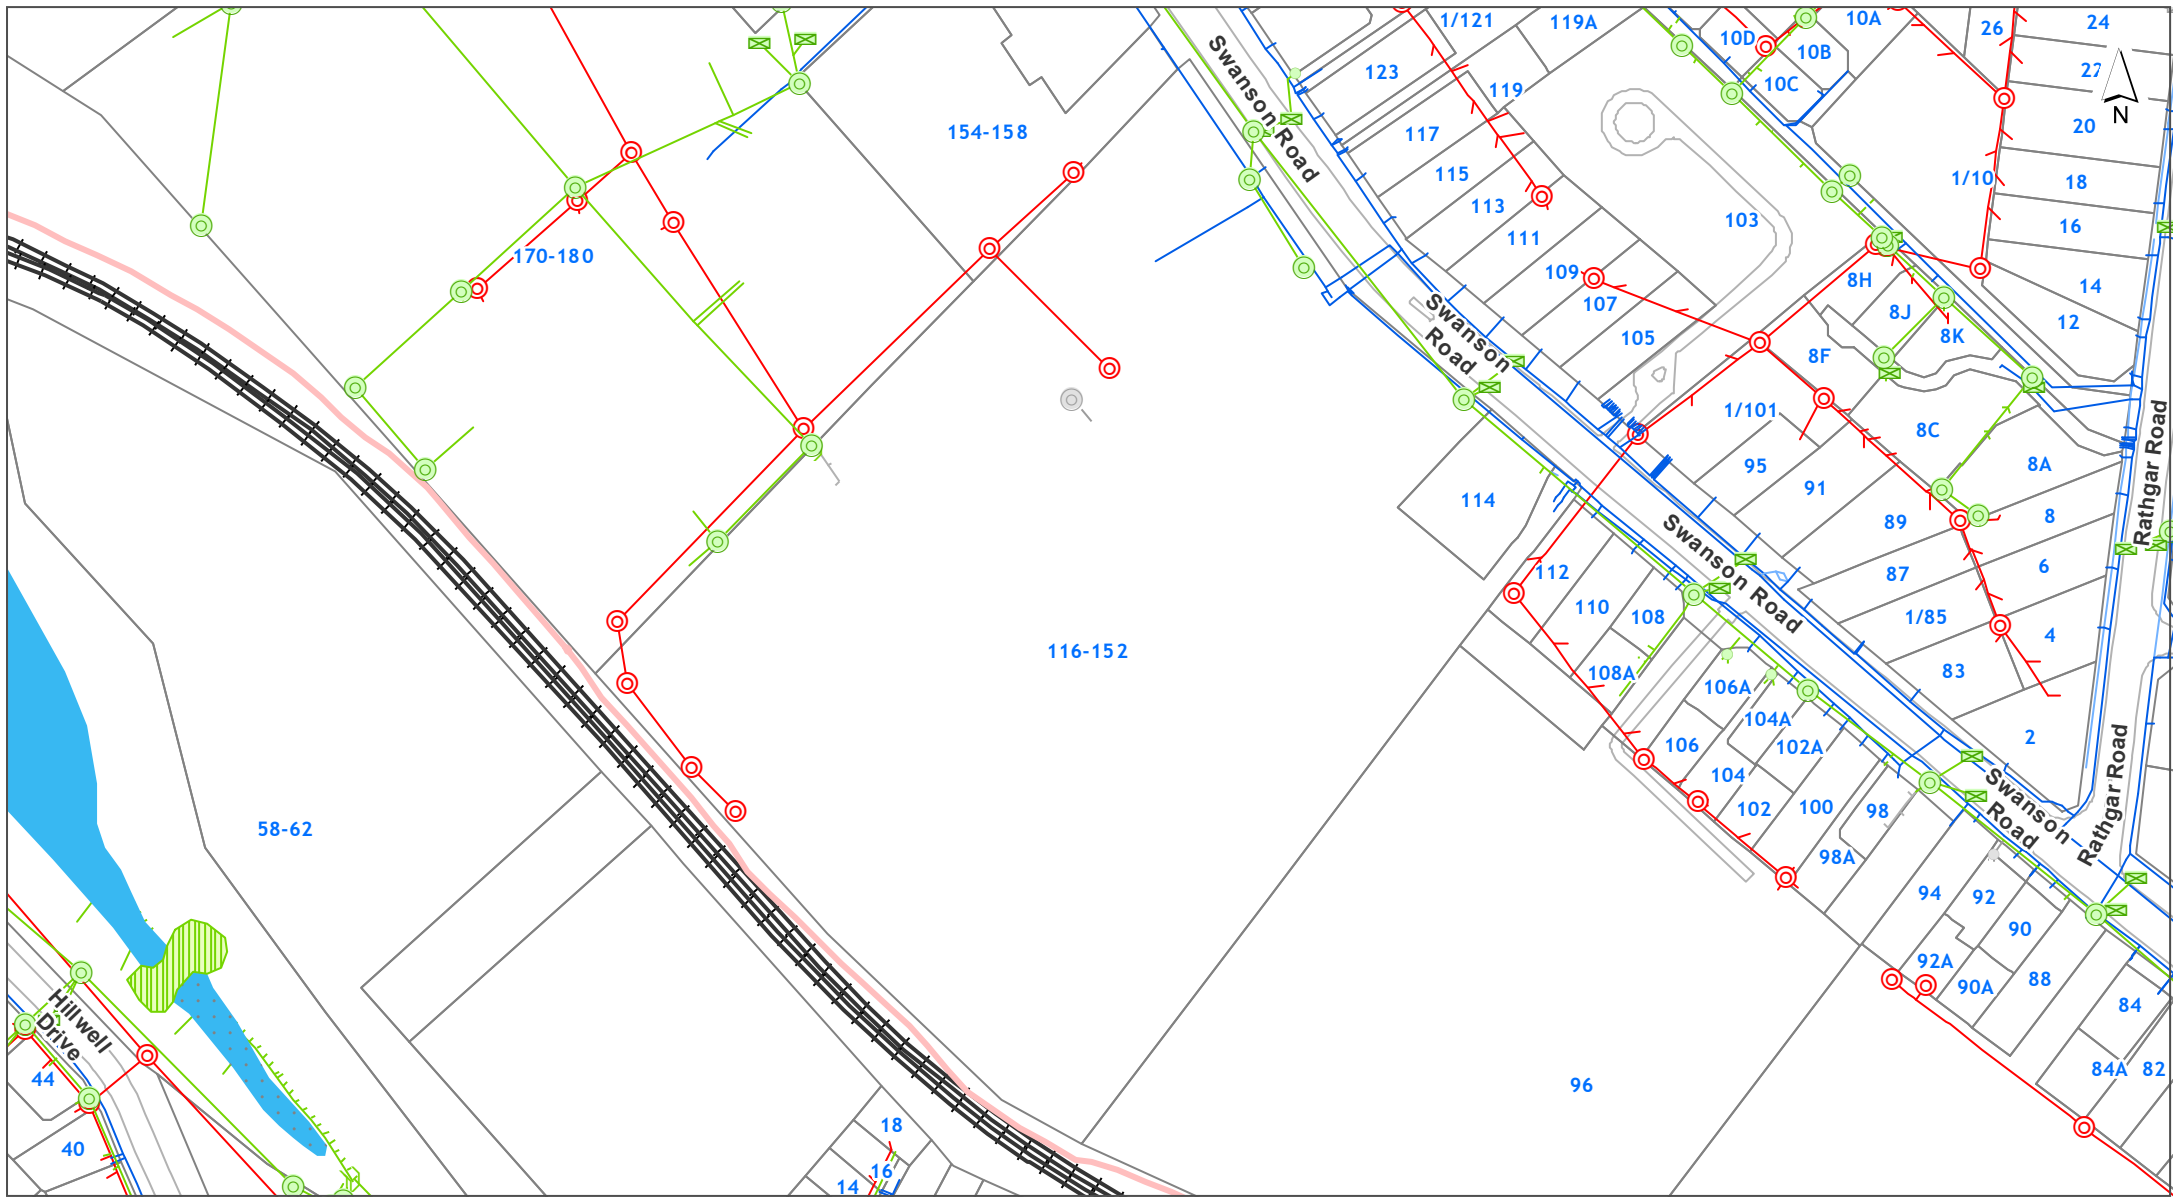 1/121
119A
10A
26
24
10D
10B
123
22
10C
119
Swanson Road
154-158
117
20
N
115
1/10
18
113
103
16
111
170-180
109
8H
14
107
8J
12
Swanson
Road
105
8K
8F
1/101
8C
95
8A
91
114
Rathgar Road
89
8
Swanson Road
112
87
6
110
108
1/85
4
116-152
108A
83
106A
104A
106
102A
2
104
102
100
98
Swanson
Road
Rathgar Road
58-62
98A
94
92
90
92A
90A
88
84
Hillwell
Drive
44
96
84A
82
18
40
16
14